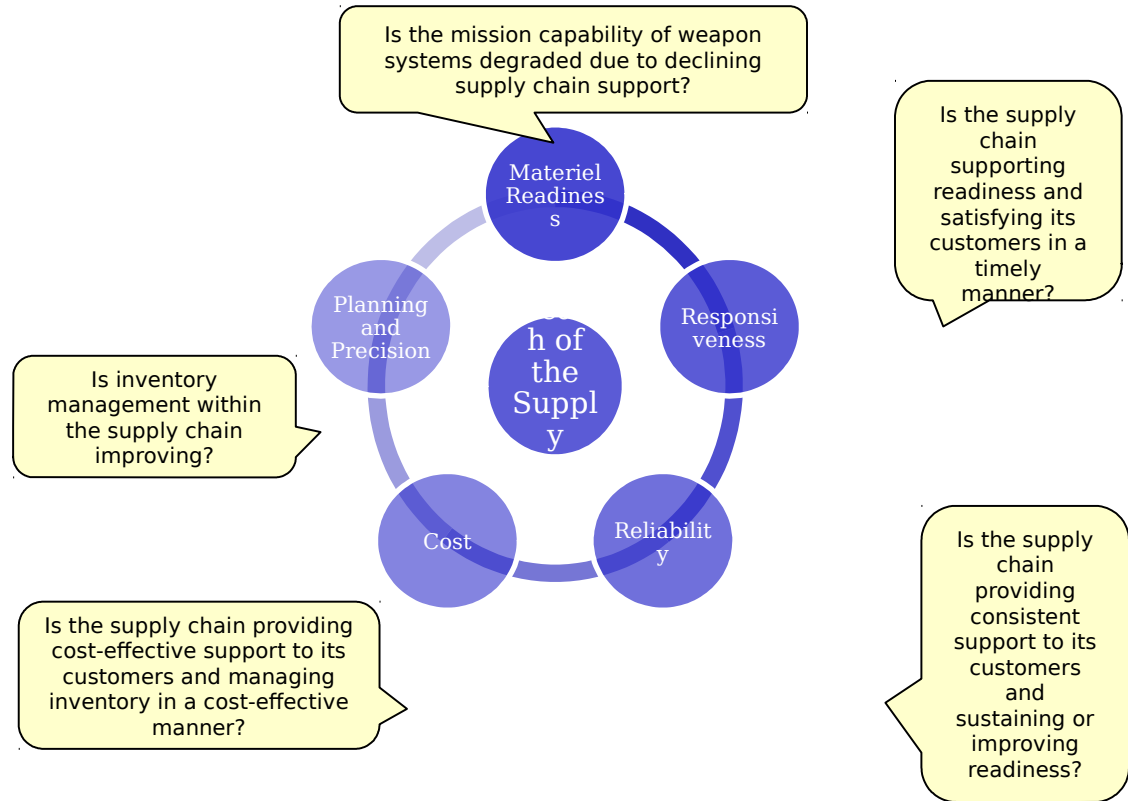 Is the mission capability of weapon
systems degraded due to declining
supply chain support?
Is the supply
chain
supporting
readiness and
satisfying its
customers in a
timely
manner?
Materiel
Readines
s
Planning
and
Precision
Responsi
veness
h of
the
Suppl
y
Is inventory
management within
the supply chain
improving?
Cost
Reliabilit
y
Is the supply
chain
providing
consistent
support to its
customers
and
sustaining or
improving
readiness?
Is the supply chain providing
cost-effective support to its
customers and managing
inventory in a cost-effective
manner?